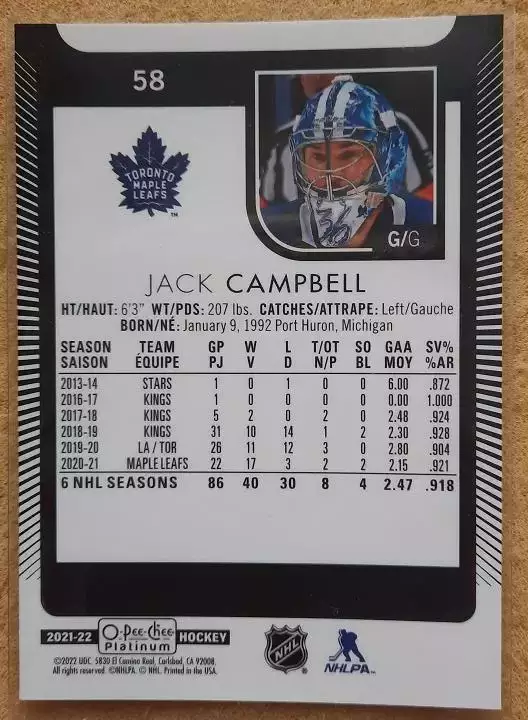 58
TORONTO
MAPLE
LEAFS
TM
G/G
JACK CAMPBELL
HT/HAUT: 6'3" WT/PDS: 207 lbs. CATCHES/ATTRAPE: Left/Gauche
BORN/NÉ: January 9, 1992 Port Huron, Michigan
SEASON TEAM GP W L T/OT SO GAA SV%
SAISON ÉQUIPE PJ V D N/P BL MOY %AR
2013-14 STARS 1 0 1 0 0 6.00 .872
2016-17 KINGS 1 0 0 0 0 0.00 1.000
2017-18 KINGS 5 2 0 2 0 2.48 .924
2018-19 KINGS 31 10 14 1 2 2.30 .928
2019-20 LA / TOR 26 11 12 3 0 2.80 .904
2020-21 MAPLE LEAFS 22 17 3 2 2 2.15 .921
6 NHL SEASONS 86 40 30 8 4 2.47 .918
2021-22 O-Pee-Chee Platinum HOCKEY
©2022 UDC. 5830 El Camino Real, Carlsbad, CA 92008.
All rights reserved. ©NHLPA. © NHL. Printed in the USA.
NHL
NHLPA